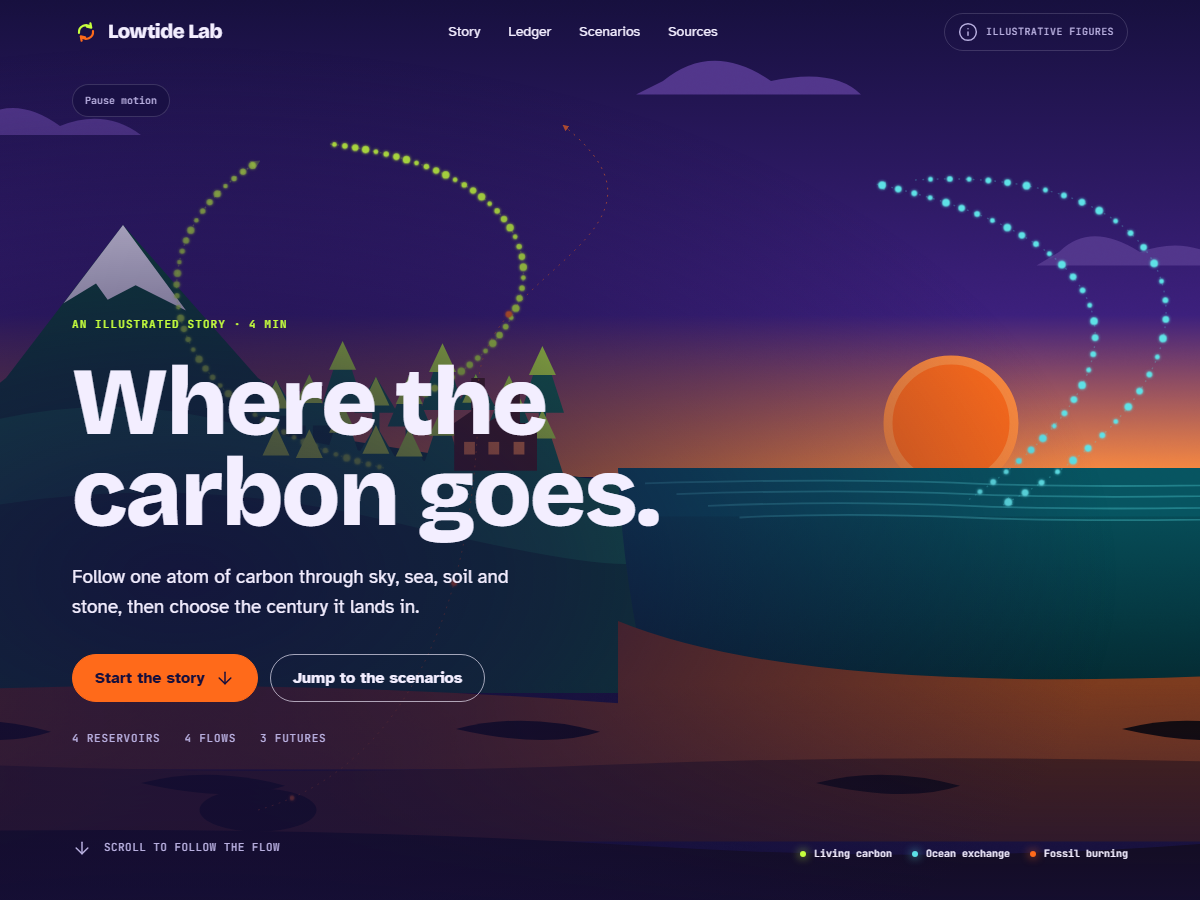 Lowtide Lab
Story Ledger Scenarios Sources
ILLUSTRATIVE FIGURES
Pause motion
AN ILLUSTRATED STORY · 4 MIN
Where the
carbon goes.
Follow one atom of carbon through sky, sea, soil and
stone, then choose the century it lands in.
Start the story
Jump to the scenarios
4 RESERVOIRS 4 FLOWS 3 FUTURES
SCROLL TO FOLLOW THE FLOW
Living carbon Ocean exchange Fossil burning